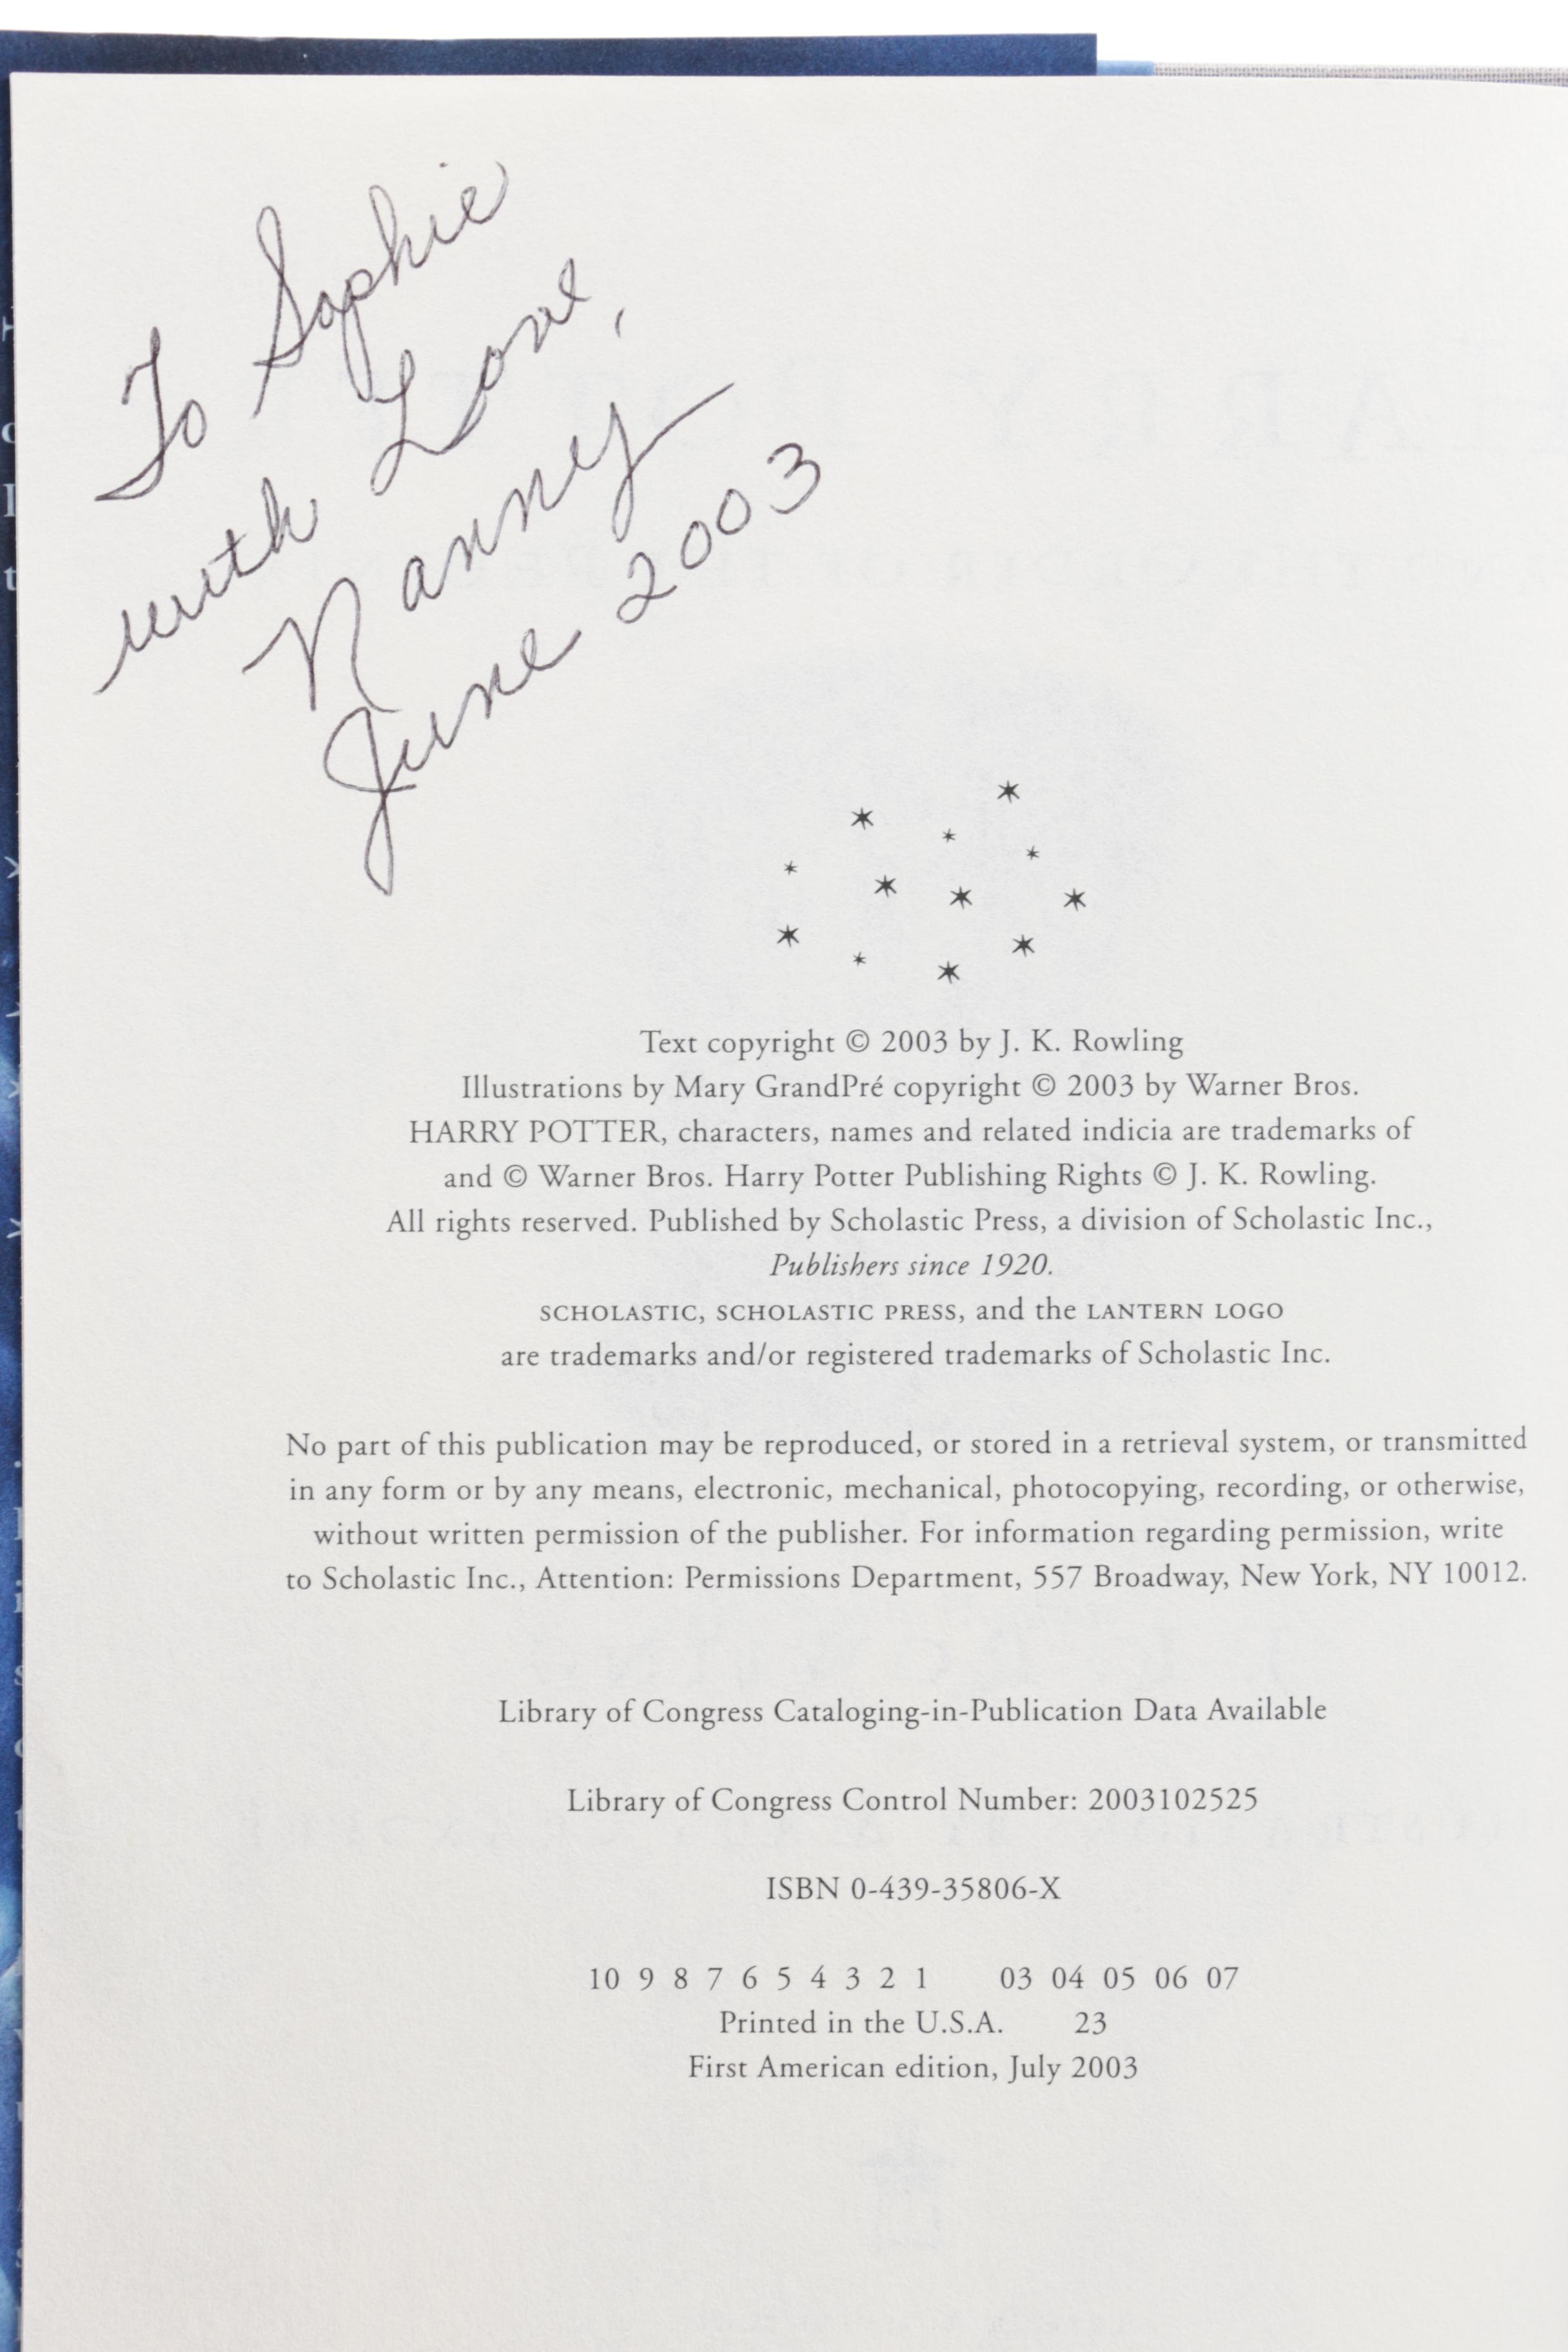 To Sophie
with Love,
Nanny
June 2003
Text copyright © 2003 by J. K. Rowling
Illustrations by Mary GrandPré copyright © 2003 by Warner Bros.
HARRY POTTER, characters, names and related indicia are trademarks of
and © Warner Bros. Harry Potter Publishing Rights © J. K. Rowling.
All rights reserved. Published by Scholastic Press, a division of Scholastic Inc.,
Publishers since 1920.
SCHOLASTIC, SCHOLASTIC PRESS, and the LANTERN LOGO
are trademarks and/or registered trademarks of Scholastic Inc.
No part of this publication may be reproduced, or stored in a retrieval system, or transmitted
in any form or by any means, electronic, mechanical, photocopying, recording, or otherwise,
without written permission of the publisher. For information regarding permission, write
to Scholastic Inc., Attention: Permissions Department, 557 Broadway, New York, NY 10012.
Library of Congress Cataloging-in-Publication Data Available
Library of Congress Control Number: 2003102525
ISBN 0-439-35806-X
10 9 8 7 6 5 4 3 2 1 03 04 05 06 07
Printed in the U.S.A. 23
First American edition, July 2003